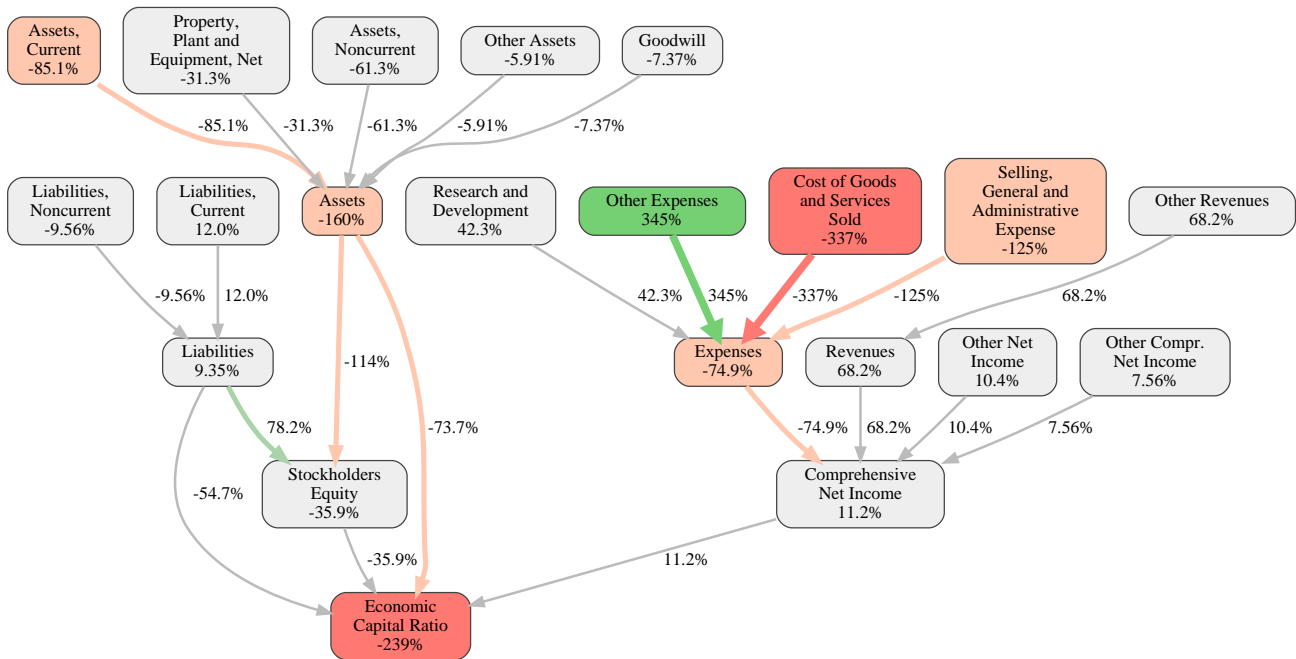 Assets,
Current
-85.1%
Property,
Plant and
Equipment, Net
-31.3%
Assets,
Noncurrent
-61.3%
Other Assets
-5.91%
Goodwill
-7.37%
-85.1%
-31.3%
-61.3%
-5.91%
-7.37%
Liabilities,
Noncurrent
-9.56%
Liabilities,
Current
12.0%
Assets
-160%
Research and
Development
42.3%
Other Expenses
345%
Cost of Goods
and Services
Sold
-337%
Selling,
General and
Administrative
Expense
-125%
Other Revenues
68.2%
-9.56%
12.0%
42.3%
345%
-337%
-125%
68.2%
Liabilities
9.35%
-114%
Expenses
-74.9%
Revenues
68.2%
Other Net
Income
10.4%
Other Compr.
Net Income
7.56%
78.2%
-73.7%
-74.9%
68.2%
10.4%
7.56%
-54.7%
Stockholders
Equity
-35.9%
Comprehensive
Net Income
11.2%
-35.9%
11.2%
Economic
Capital Ratio
-239%